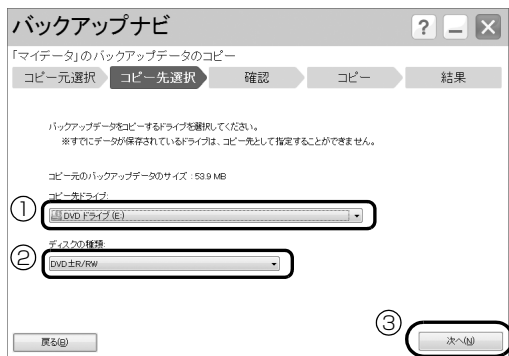 バックアップナビ
? － ×
「マイデータ」のバックアップデータのコピー
コピー元選択 コピー先選択 確認 コピー 結果
バックアップデータをコピーするドライブを選択してください。
※すでにデータが保存されているドライブは、コピー先として指定することができません。
コピー元のバックアップデータのサイズ : 53.9 MB
コピー先ドライブ:
① DVD ドライブ (E:)
ディスクの種類:
② DVD±R/RW
③
戻る(B) 次へ(N)